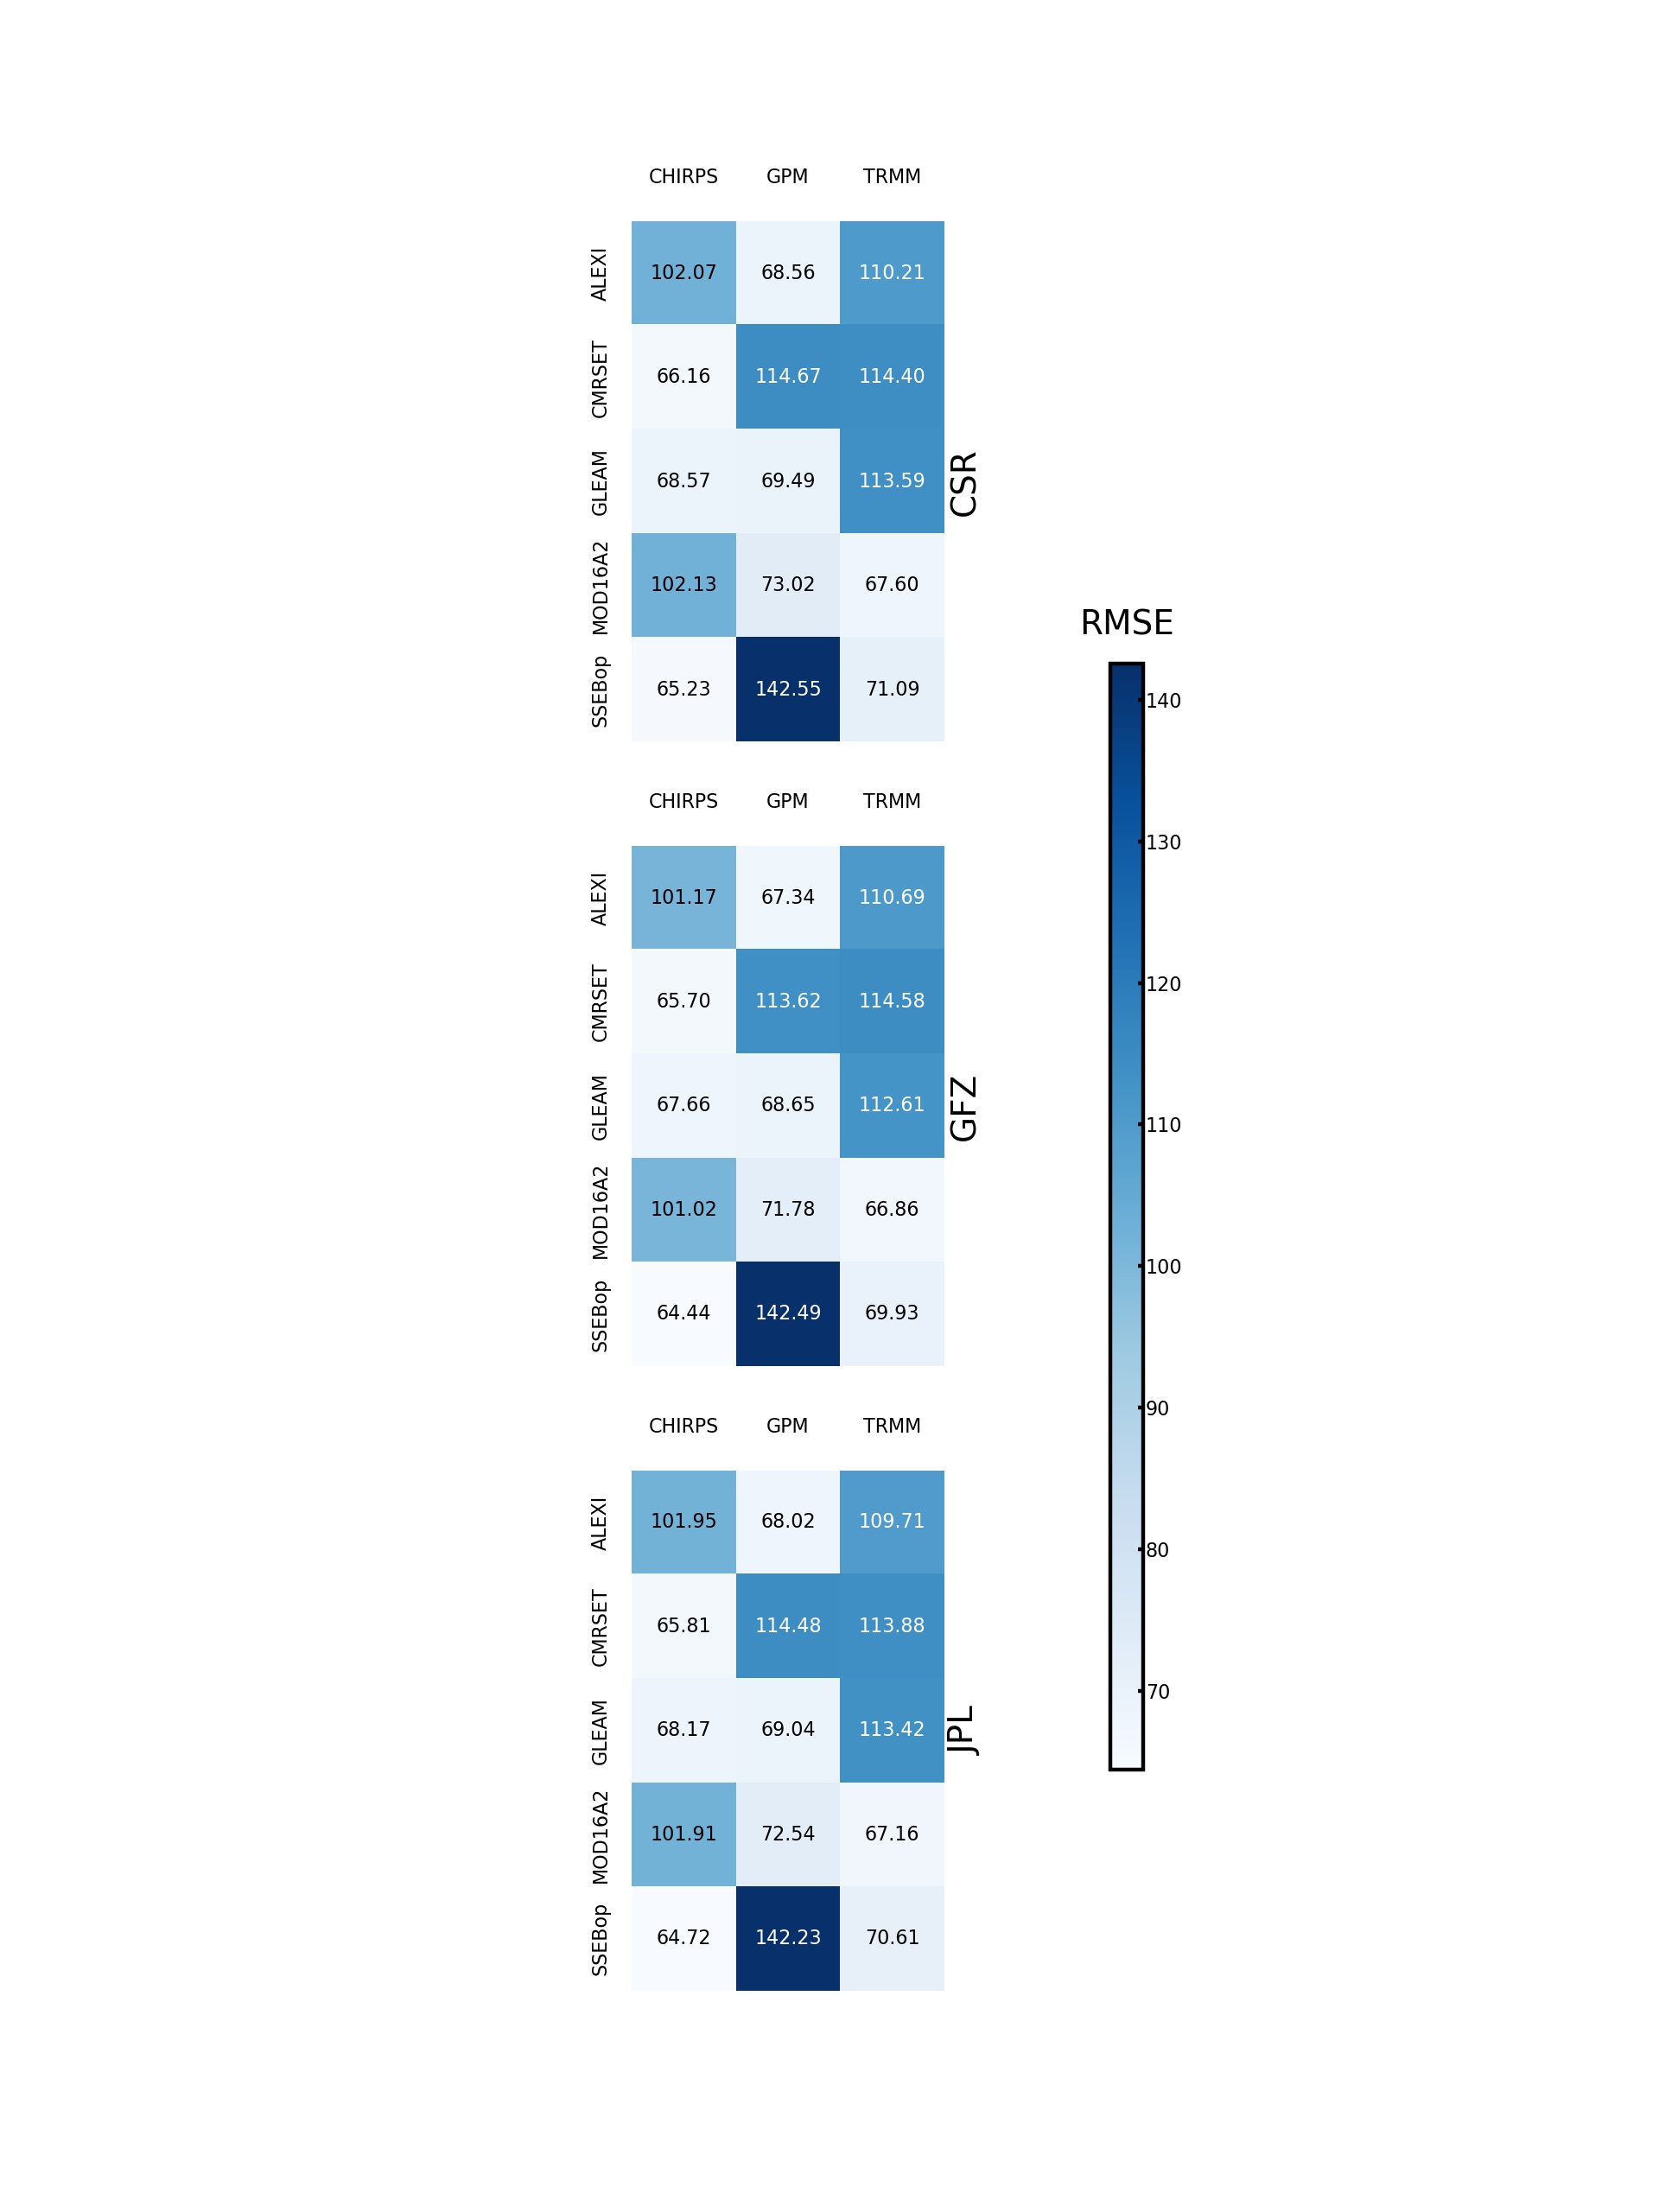 CHIRPS GPM TRMM
ALEXI 102.07 68.56 110.21
CMRSET 66.16 114.67 114.40
GLEAM 68.57 69.49 113.59
CSR
MOD16A2 102.13 73.02 67.60
SSEBop 65.23 142.55 71.09
CHIRPS GPM TRMM
ALEXI 101.17 67.34 110.69
CMRSET 65.70 113.62 114.58
GLEAM 67.66 68.65 112.61
GFZ
MOD16A2 101.02 71.78 66.86
SSEBop 64.44 142.49 69.93
CHIRPS GPM TRMM
ALEXI 101.95 68.02 109.71
CMRSET 65.81 114.48 113.88
GLEAM 68.17 69.04 113.42
JPL
MOD16A2 101.91 72.54 67.16
SSEBop 64.72 142.23 70.61
RMSE
140
130
120
110
100
90
80
70